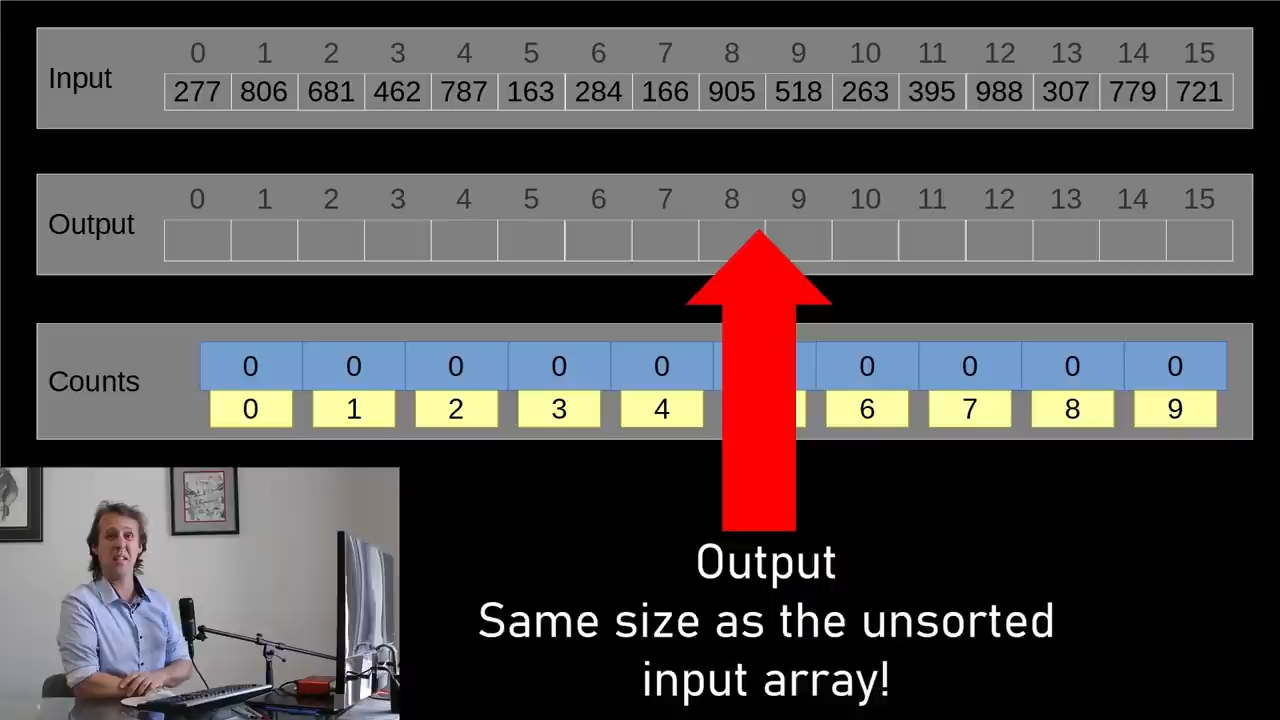 0 1 2 3 4 5 6 7 8 9 10 11 12 13 14 15
Input
277 806 681 462 787 163 284 166 905 518 263 395 988 307 779 721
0 1 2 3 4 5 6 7 8 9 10 11 12 13 14 15
Output
0 0 0 0 0 0 0 0 0
Counts
0 1 2 3 4 6 7 8 9
Output
Same size as the unsorted
input array!